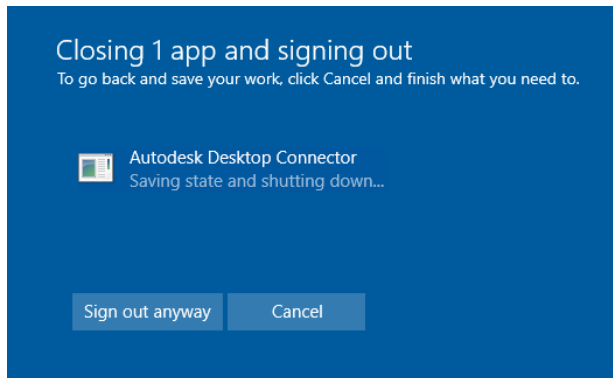 Closing 1 app and signing out
To go back and save your work, click Cancel and finish what you need to.
Autodesk Desktop Connector
Saving state and shutting down...
Sign out anyway
Cancel